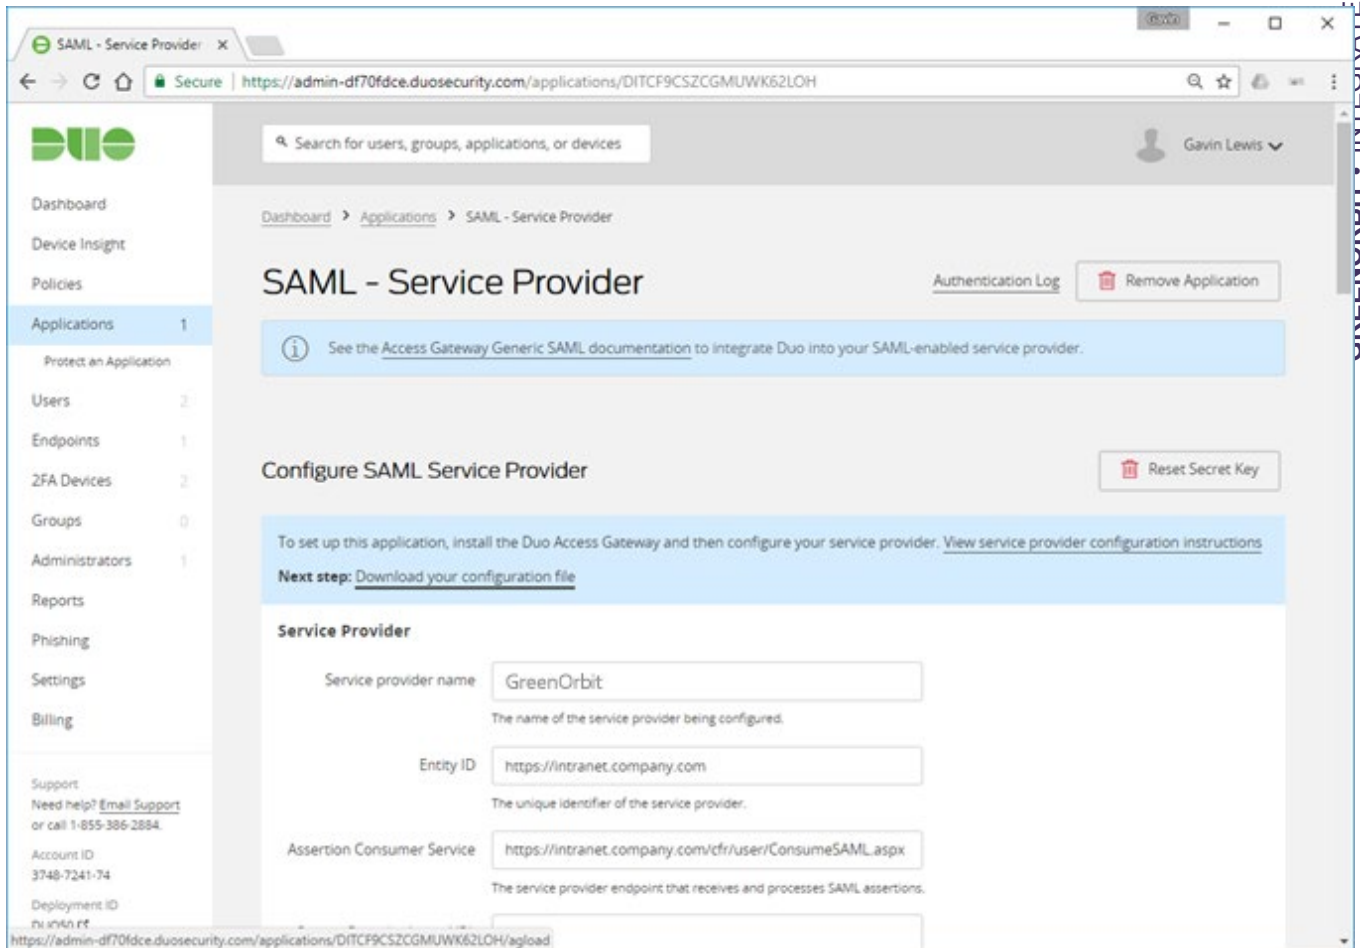 Gavin
SAML - Service Provider
Secure | https://admin-df70fdce.duosecurity.com/applications/DITCF9CSZCGMUWK62LOH
DUO
Search for users, groups, applications, or devices
Gavin Lewis
Dashboard
Device Insight
Policies
Applications 1
Protect an Application
Users 2
Endpoints 1
2FA Devices 2
Groups 0
Administrators 1
Reports
Phishing
Settings
Billing
Support
Need help? Email Support
or call 1-855-386-2884.
Account ID
3748-7241-74
Deployment ID
DUO50
Dashboard > Applications > SAML - Service Provider
SAML - Service Provider
Authentication Log
Remove Application
See the Access Gateway Generic SAML documentation to integrate Duo into your SAML-enabled service provider.
Configure SAML Service Provider
Reset Secret Key
To set up this application, install the Duo Access Gateway and then configure your service provider. View service provider configuration instructions
Next step: Download your configuration file
Service Provider
Service provider name
GreenOrbit
The name of the service provider being configured.
Entity ID
https://intranet.company.com
The unique identifier of the service provider.
Assertion Consumer Service
https://intranet.company.com/cfr/user/ConsumeSAML.aspx
The service provider endpoint that receives and processes SAML assertions.
https://admin-df70fdce.duosecurity.com/applications/DITCF9CSZCGMUWK62LOH/agload